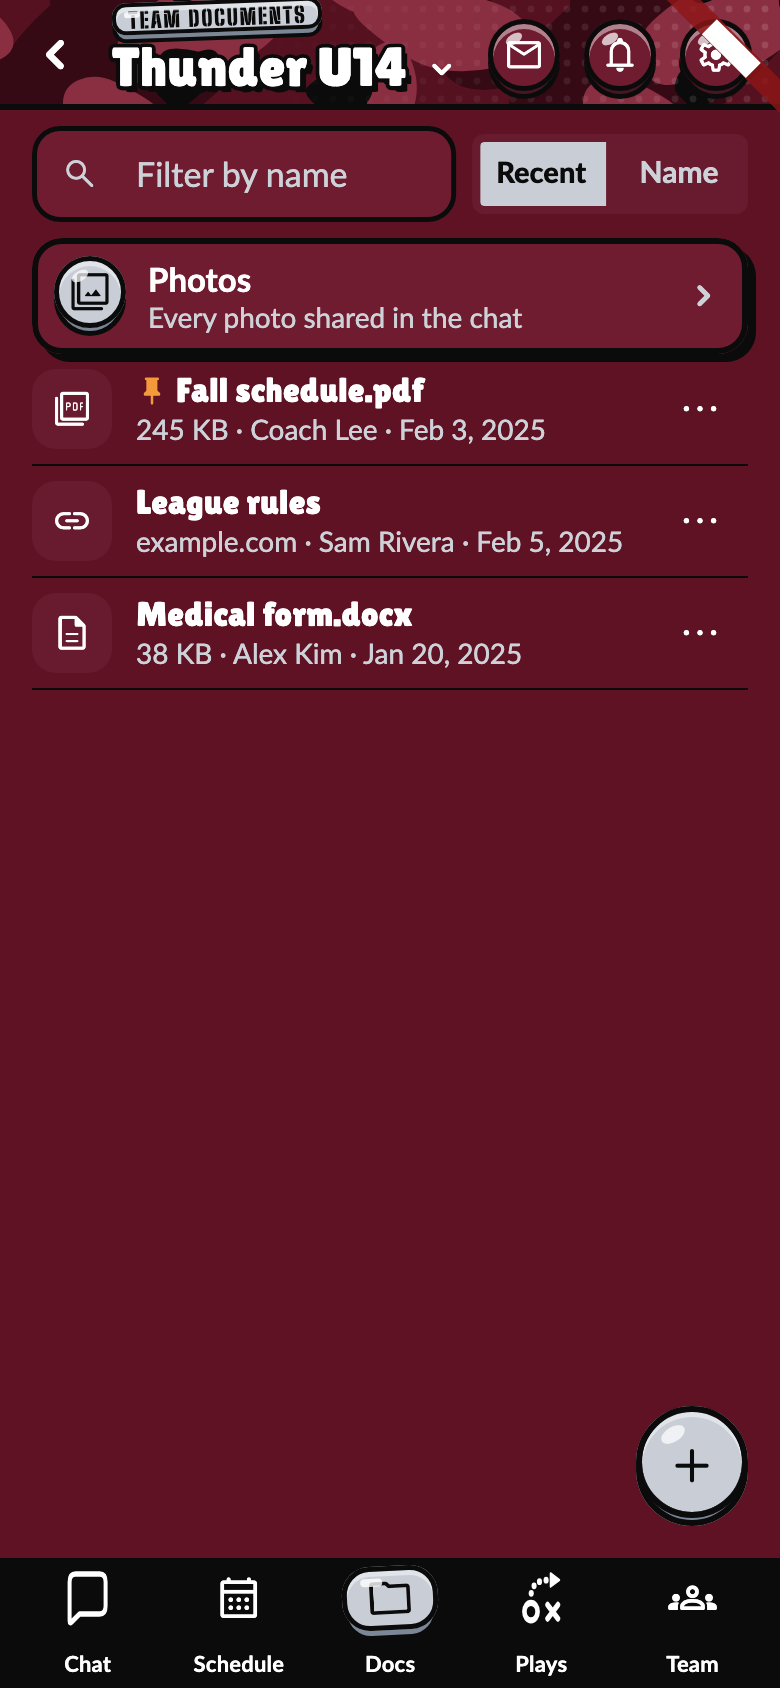 TEAM DOCUMENTS
Thunder U14
Filter by name
Recent
Name
Photos
Every photo shared in the chat
PDF
Fall schedule.pdf
245 KB · Coach Lee · Feb 3, 2025
League rules
example.com · Sam Rivera · Feb 5, 2025
Medical form.docx
38 KB · Alex Kim · Jan 20, 2025
Chat
Schedule
Docs
Plays
Team